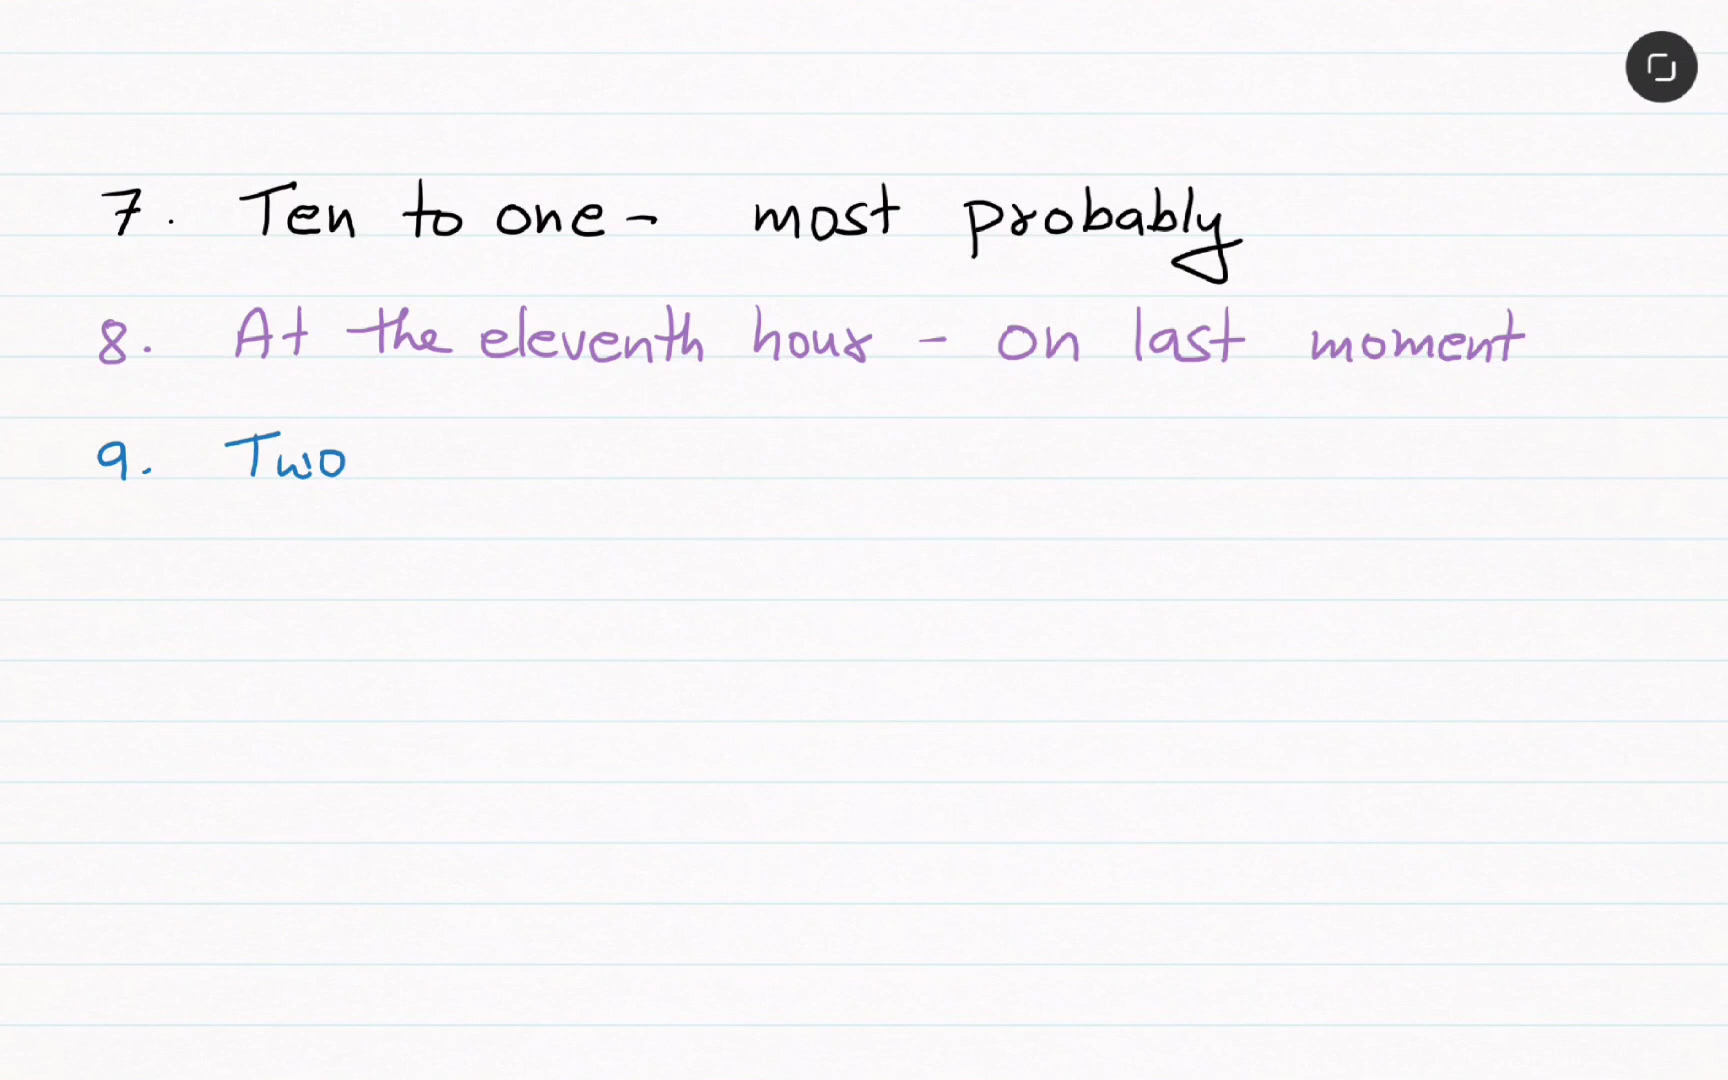 7. Ten to one - most probably
8. At the eleventh hour - on last moment
9. Two